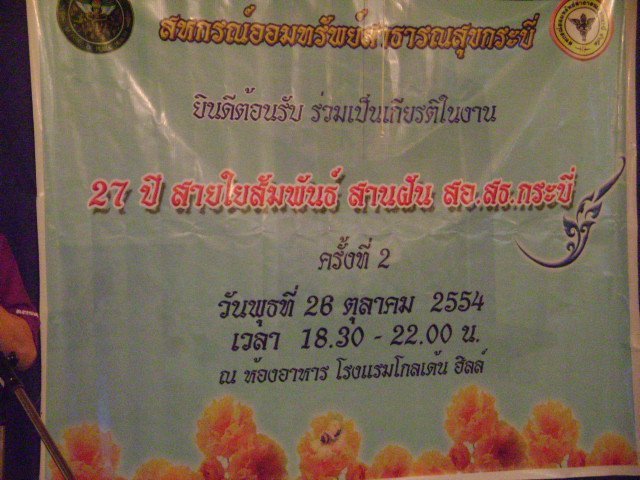 สหกรณ์ออมทรัพย์สาธารณสุขกระบี่
ยินดีต้อนรับ ร่วมเป็นเกียรติในงาน
27 ปี สายใยสัมพันธ์ สานฝัน สอ.สธ.กระบี่
ครั้งที่ 2
วันพุธที่ 26 ตุลาคม 2554
เวลา 18.30 - 22.00 น.
ณ ห้องอาหาร โรงแรมโกลเด้น ฮิลล์